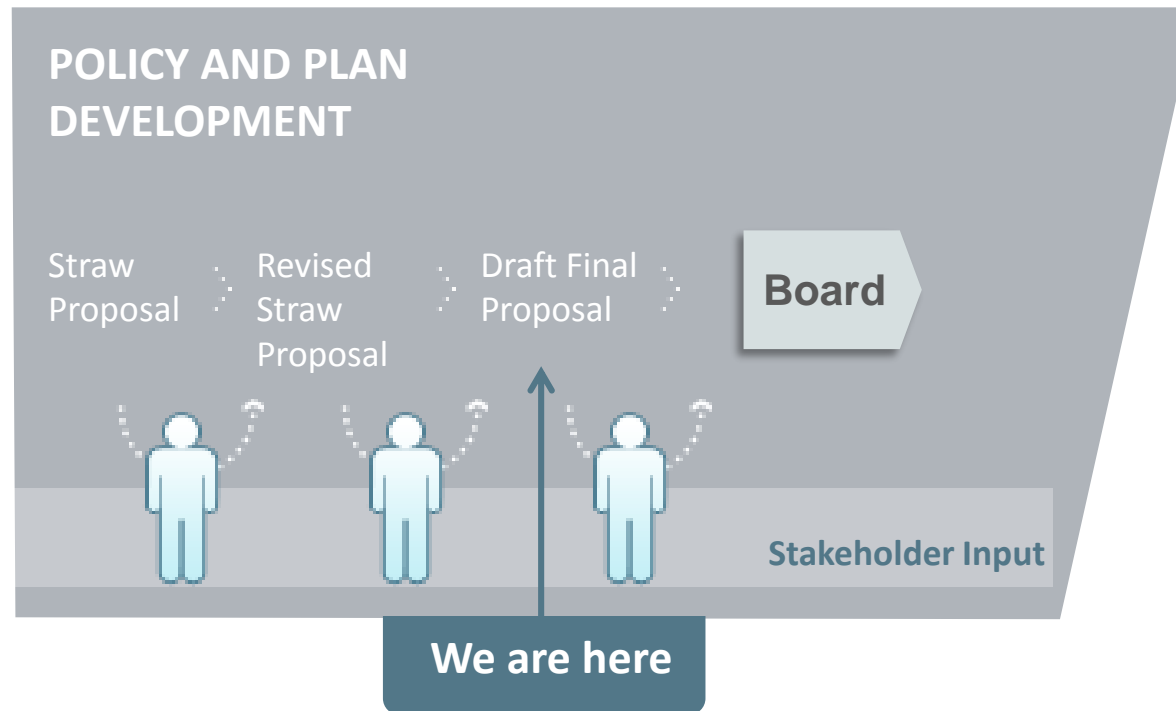 POLICY AND PLAN
DEVELOPMENT
Straw
Proposal
Revised
Straw
Proposal
Draft Final
Proposal
Board
Stakeholder Input
We are here